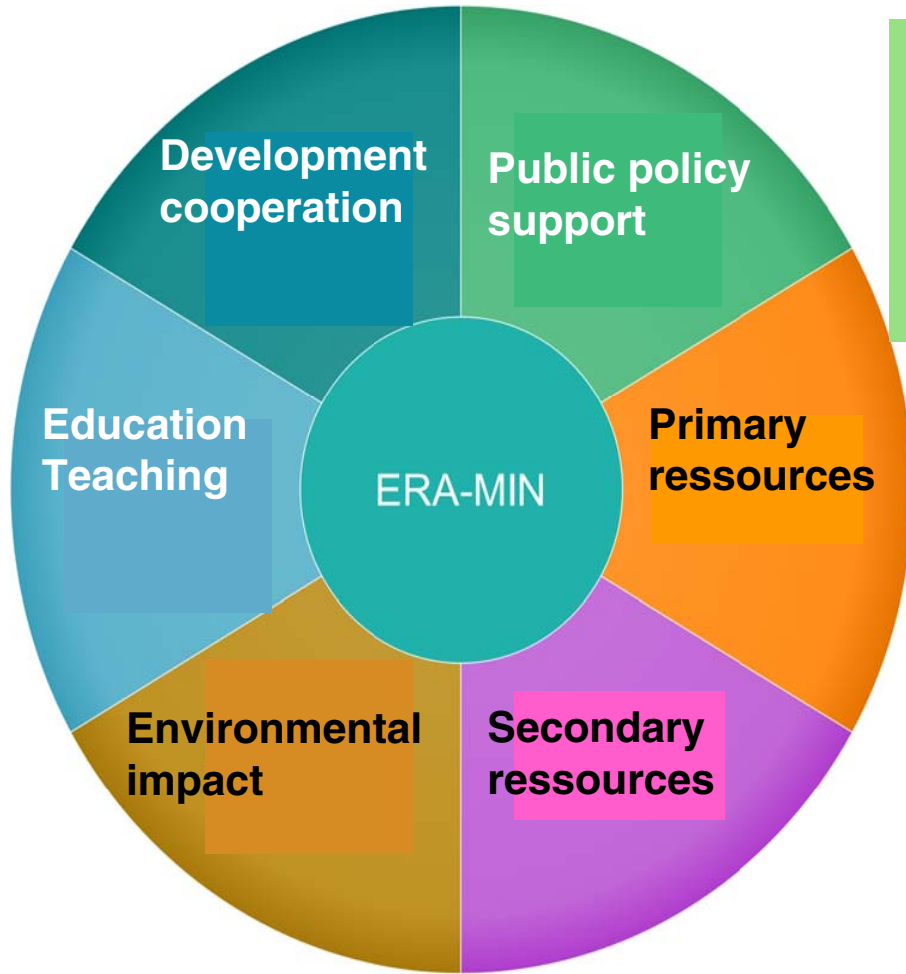 Development
cooperation
Public policy
support
Education
Teaching
ERA-MIN
Primary
ressources
Environmental
impact
Secondary
ressources